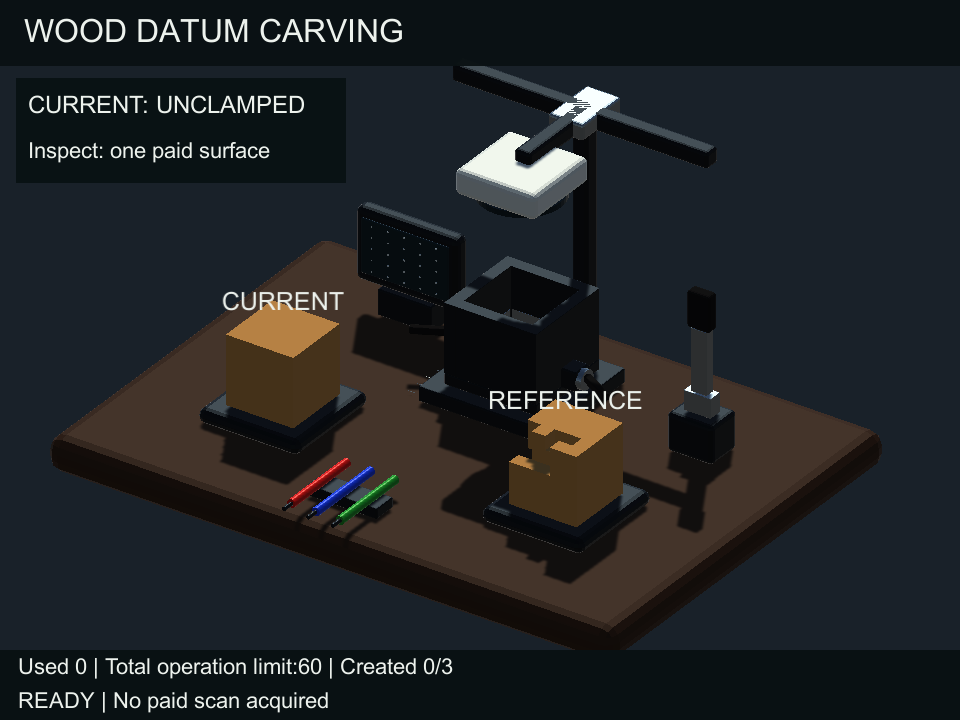 WOOD DATUM CARVING
CURRENT: UNCLAMPED
Inspect: one paid surface
CURRENT
REFERENCE
Used 0 | Total operation limit:60 | Created 0/3
READY | No paid scan acquired